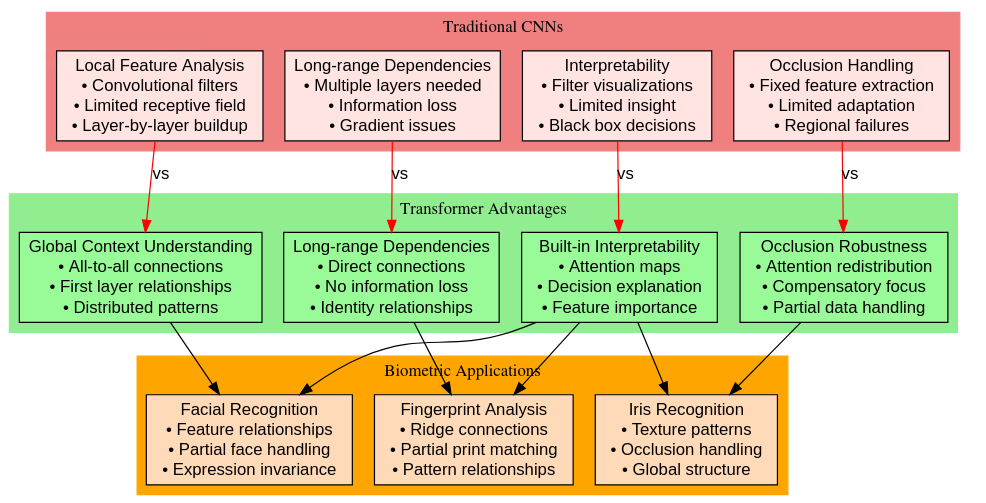 Traditional CNNs
Local Feature Analysis
• Convolutional filters
• Limited receptive field
• Layer-by-layer buildup
Long-range Dependencies
• Multiple layers needed
• Information loss
• Gradient issues
Interpretability
• Filter visualizations
• Limited insight
• Black box decisions
Occlusion Handling
• Fixed feature extraction
• Limited adaptation
• Regional failures
vs
vs
vs
vs
Transformer Advantages
Global Context Understanding
• All-to-all connections
• First layer relationships
• Distributed patterns
Long-range Dependencies
• Direct connections
• No information loss
• Identity relationships
Built-in Interpretability
• Attention maps
• Decision explanation
• Feature importance
Occlusion Robustness
• Attention redistribution
• Compensatory focus
• Partial data handling
Biometric Applications
Facial Recognition
• Feature relationships
• Partial face handling
• Expression invariance
Fingerprint Analysis
• Ridge connections
• Partial print matching
• Pattern relationships
Iris Recognition
• Texture patterns
• Occlusion handling
• Global structure